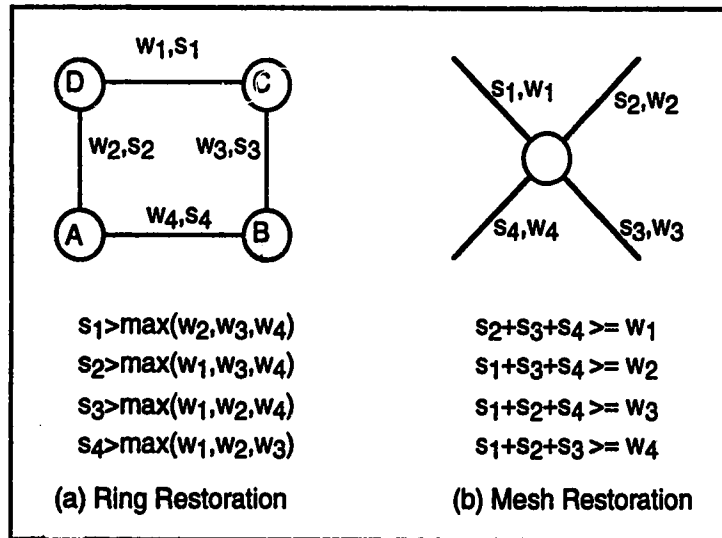 w1,s1
D
C
w2,s2
w3,s3
w4,s4
A
B
s1>max(w2,w3,w4)
s2>max(w1,w3,w4)
s3>max(w1,w2,w4)
s4>max(w1,w2,w3)
(a) Ring Restoration
s1,w1
s2,w2
s4,w4
s3,w3
s2+s3+s4 >= w1
s1+s3+s4 >= w2
s1+s2+s4 >= w3
s1+s2+s3 >= w4
(b) Mesh Restoration